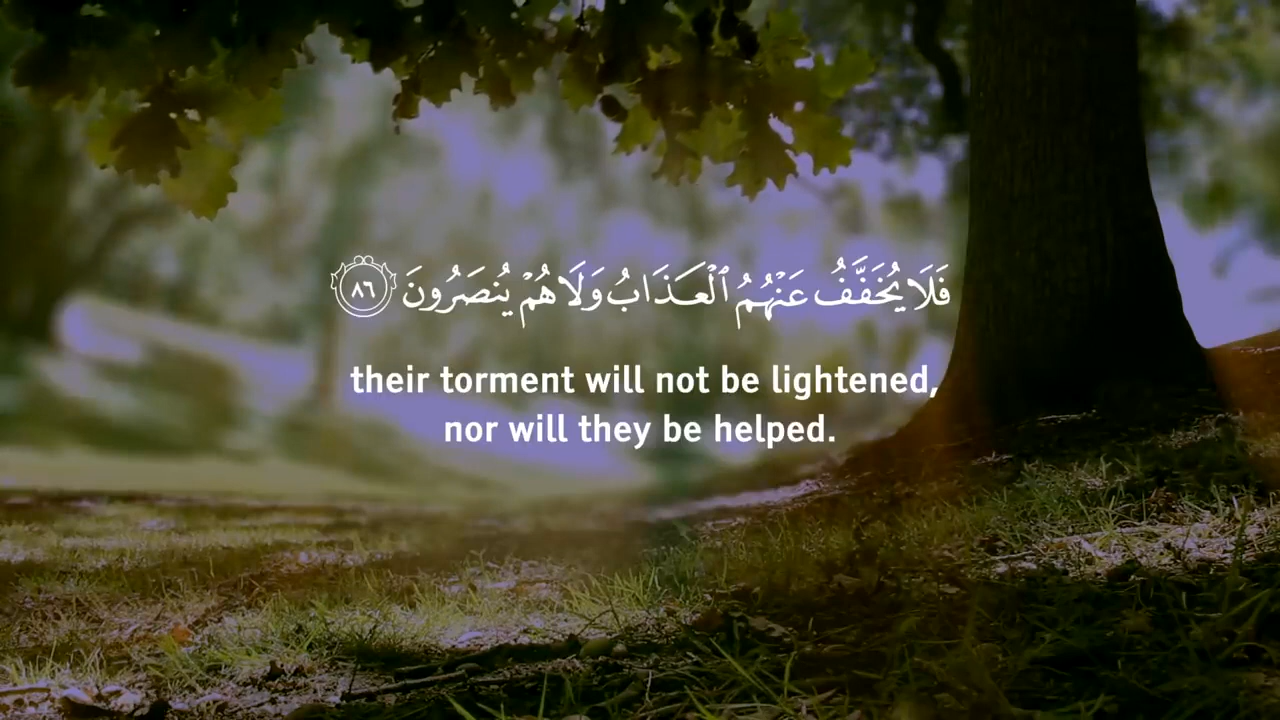 فَلَا يُخَفَّفُ عَنْهُمُ ٱلْعَذَابُ وَلَا هُمْ يُنصَرُونَ ٨٦
their torment will not be lightened,
nor will they be helped.